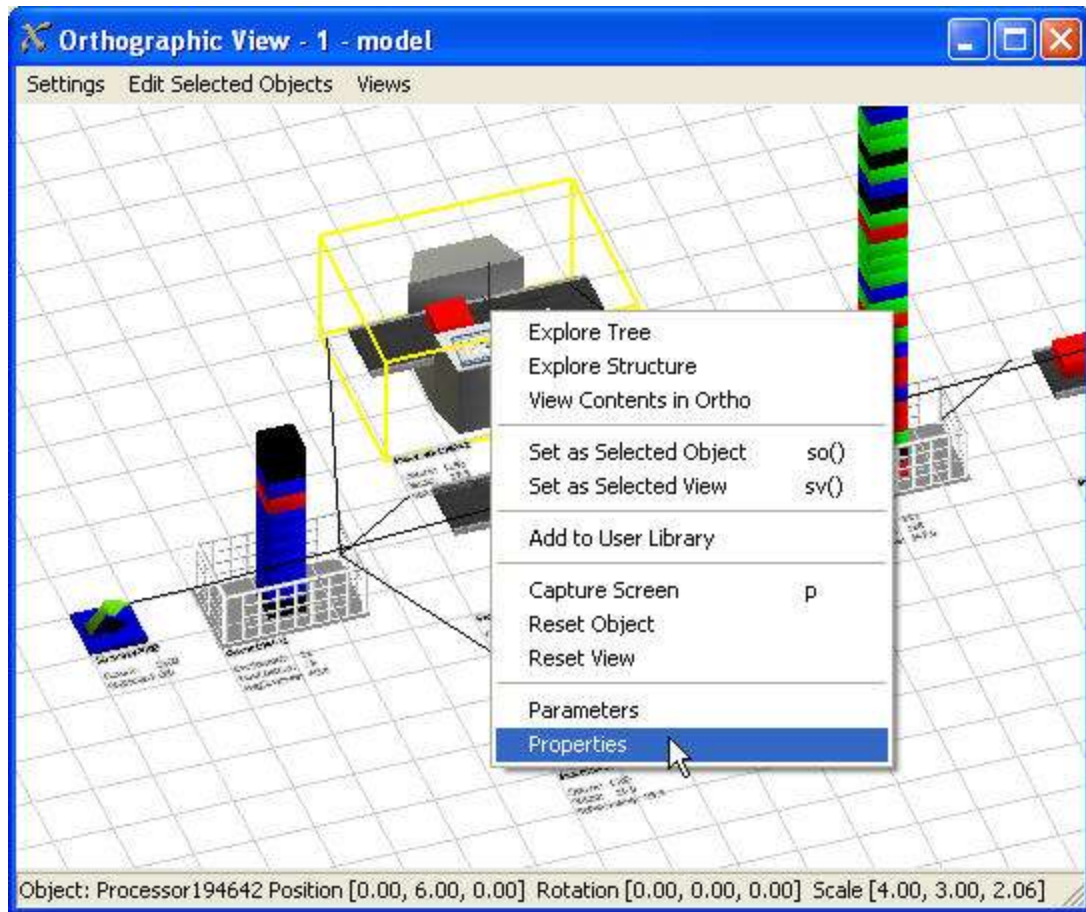 Orthographic View - 1 - model
Settings Edit Selected Objects Views
Explore Tree
Explore Structure
View Contents in Ortho
Set as Selected Object so()
Set as Selected View sv()
Add to User Library
Capture Screen p
Reset Object
Reset View
Parameters
Properties
Object: Processor194642 Position [0.00, 6.00, 0.00] Rotation [0.00, 0.00, 0.00] Scale [4.00, 3.00, 2.06]